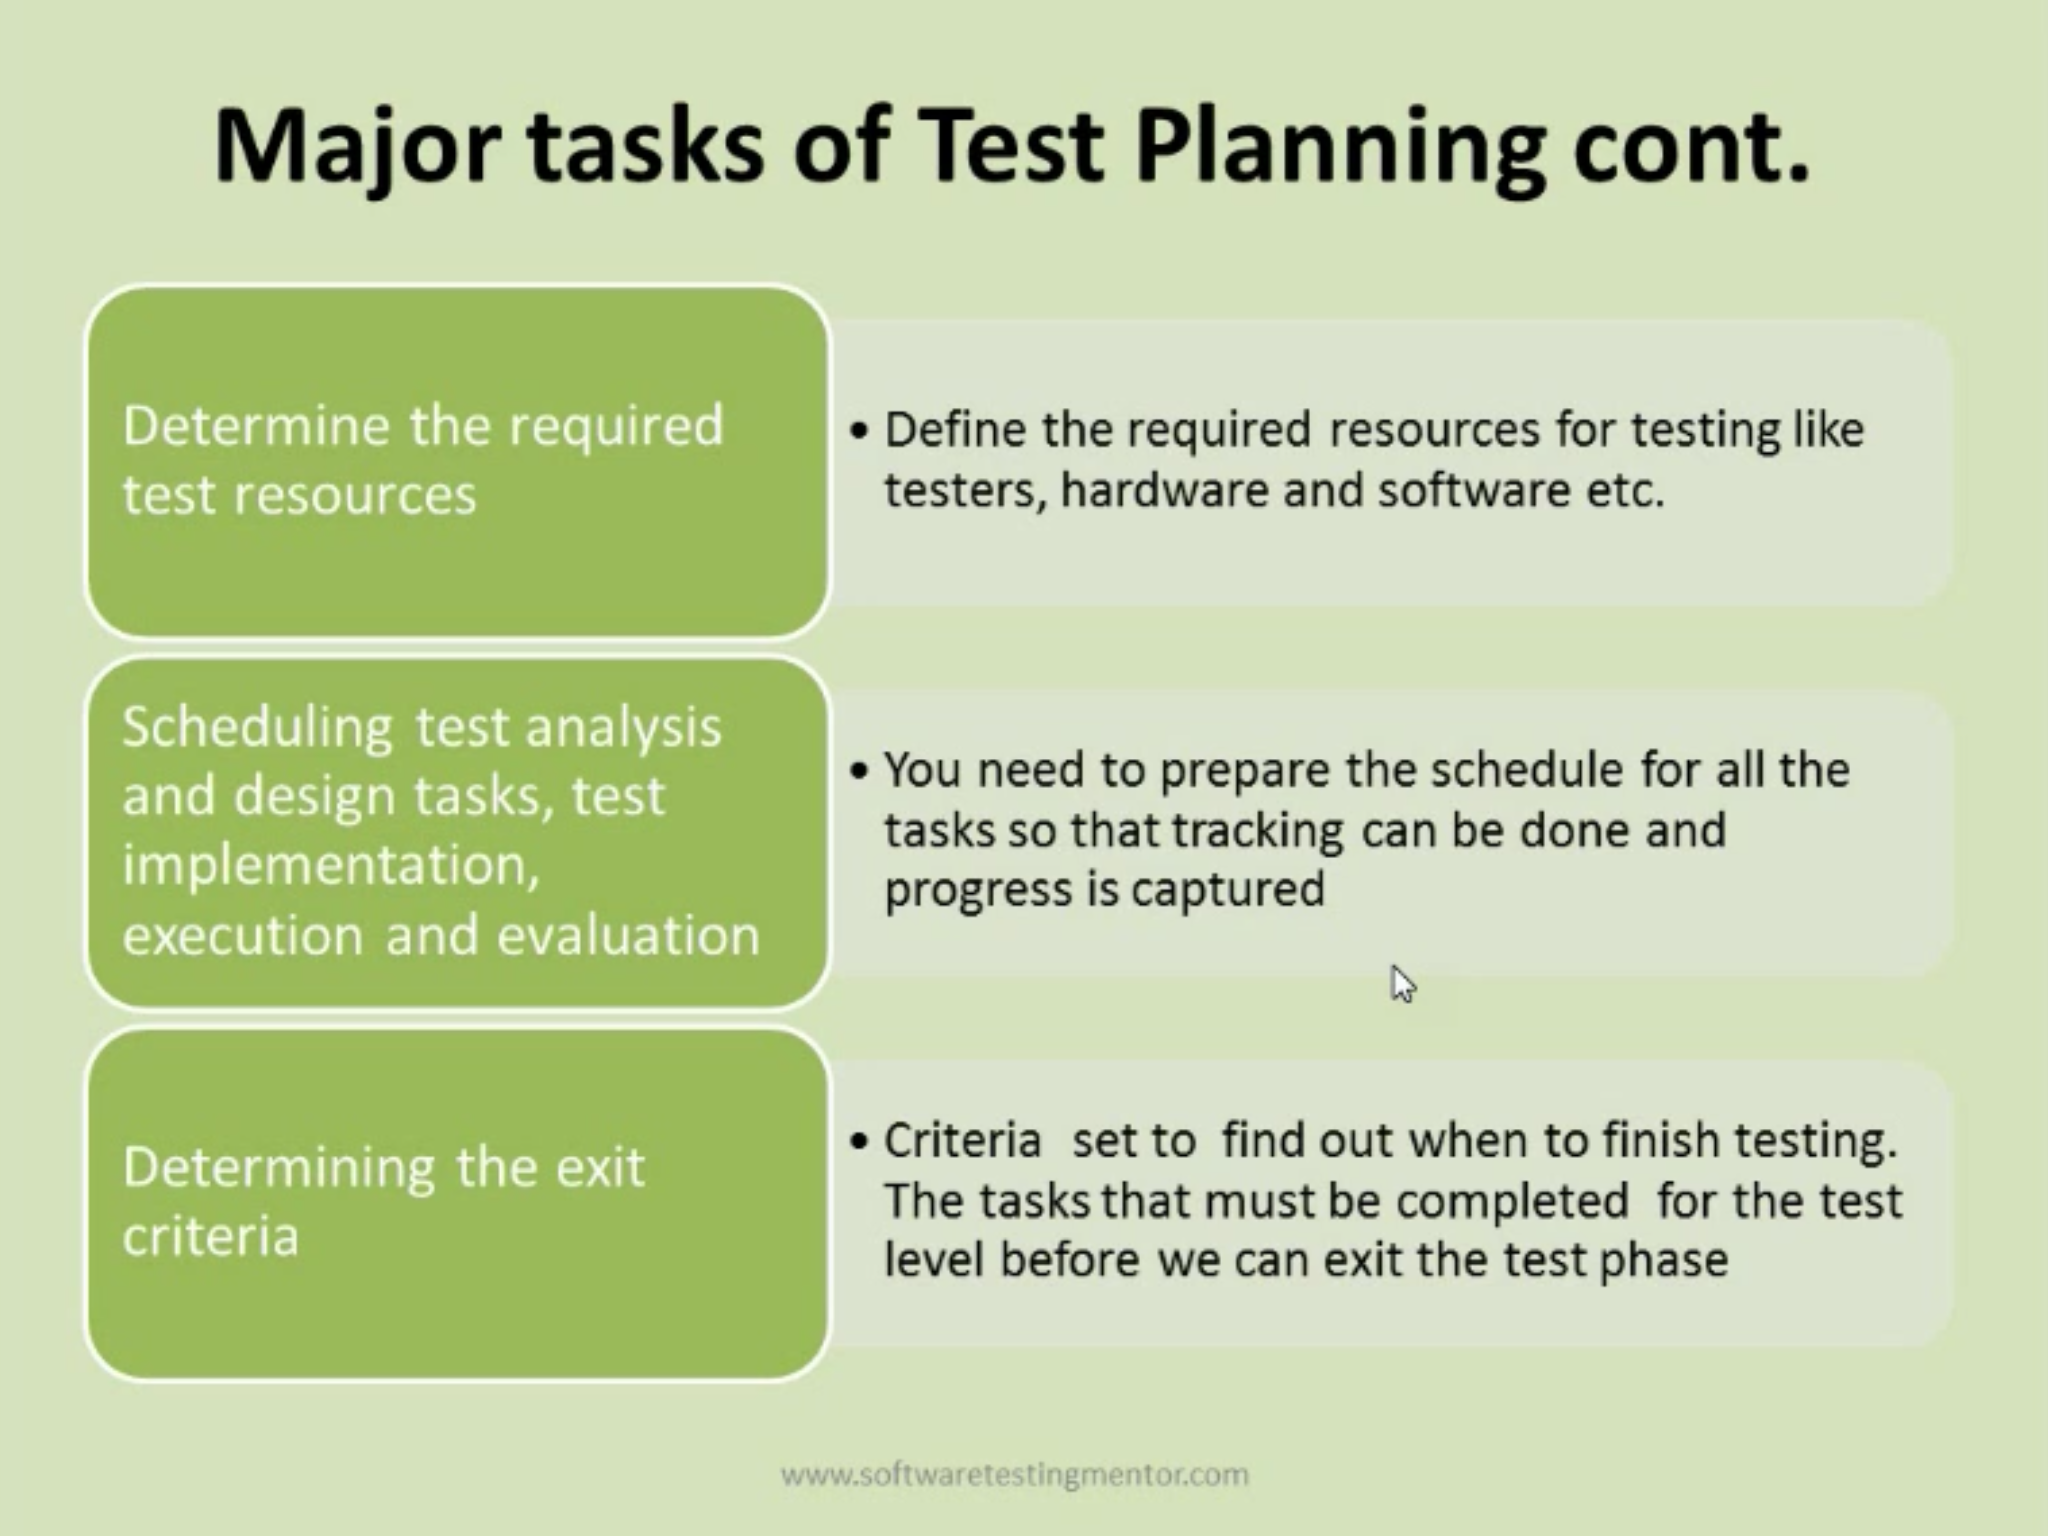 Major tasks of Test Planning cont.
Determine the required
test resources
• Define the required resources for testing like
testers, hardware and software etc.
Scheduling test analysis
and design tasks, test
implementation,
execution and evaluation
• You need to prepare the schedule for all the
tasks so that tracking can be done and
progress is captured
Determining the exit
criteria
• Criteria set to find out when to finish testing.
The tasks that must be completed for the test
level before we can exit the test phase
www.softwaretestingmentor.com